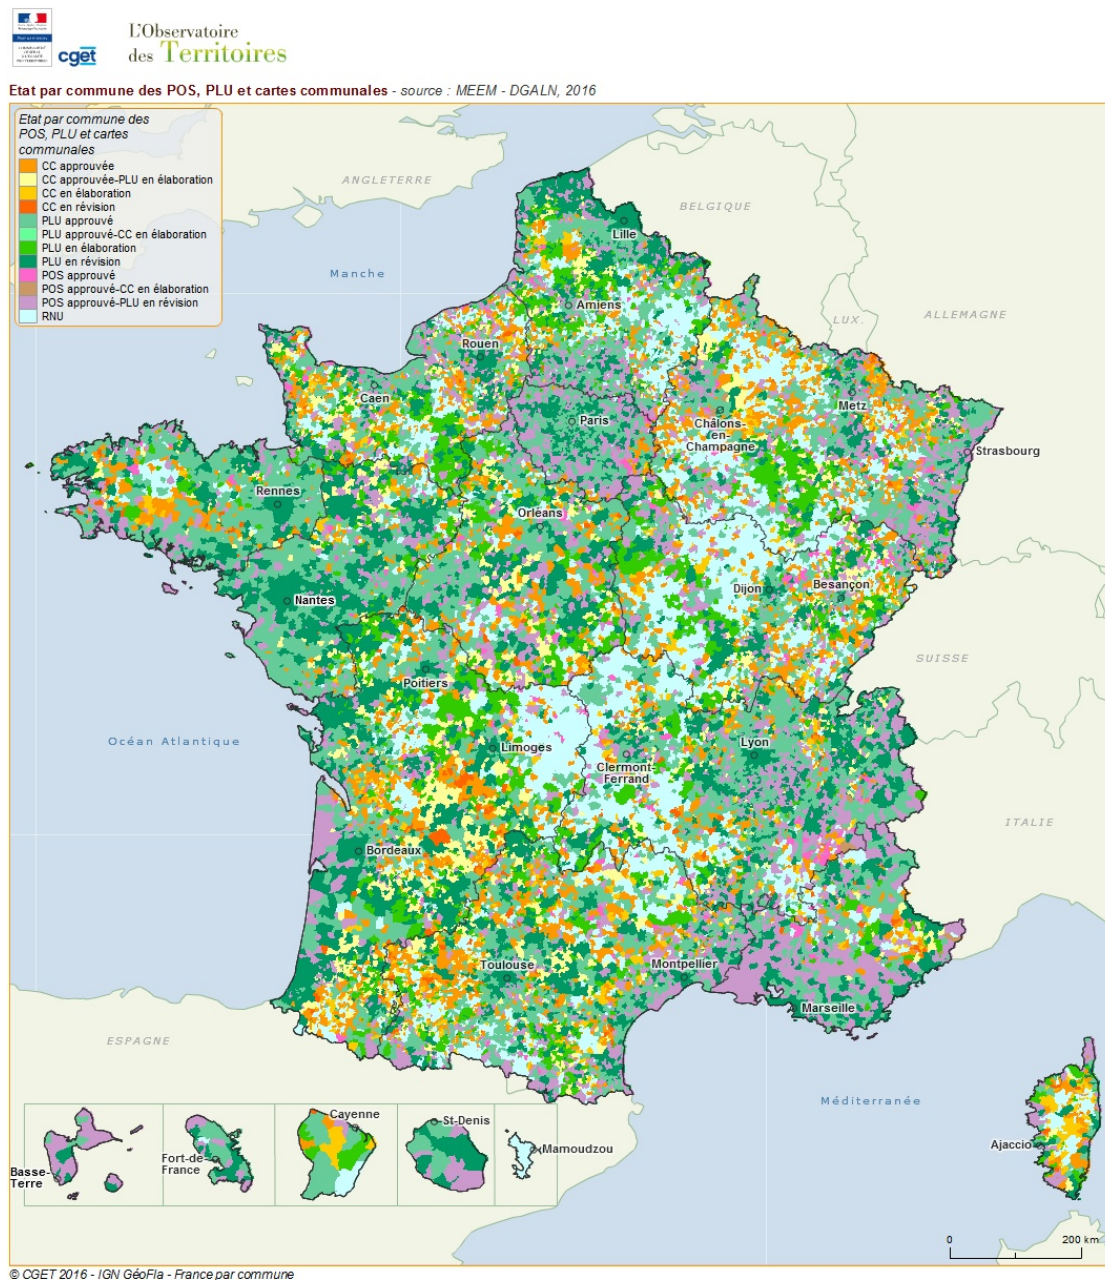 L'Observatoire
des Territoires
cget
Etat par commune des POS, PLU et cartes communales - source : MEEM - DGALN, 2016
Etat par commune des
POS, PLU et cartes
communales
CC approuvée
CC approuvée-PLU en élaboration
CC en élaboration
CC en révision
PLU approuvé
PLU approuvé-CC en élaboration
PLU en élaboration
PLU en révision
POS approuvé
POS approuvé-CC en élaboration
POS approuvé-PLU en révision
RNU
ANGLETERRE
BELGIQUE
Lille
Manche
Amiens
LUX.
ALLEMAGNE
Rouen
Caen
Metz
Paris
Châlons-
en-
Champagne
Strasbourg
Rennes
Orléans
Dijon
Besançon
Nantes
SUISSE
Poitiers
Océan Atlantique
Limoges
Lyon
Clermont-
Ferrand
ITALIE
Bordeaux
Toulouse
Montpellier
Marseille
ESPAGNE
Méditerranée
Cayenne
St-Denis
Ajaccio
Mamoudzou
Fort-de-
France
Basse-
Terre
0 200 km
© CGET 2016 - IGN GéoFla - France par commune